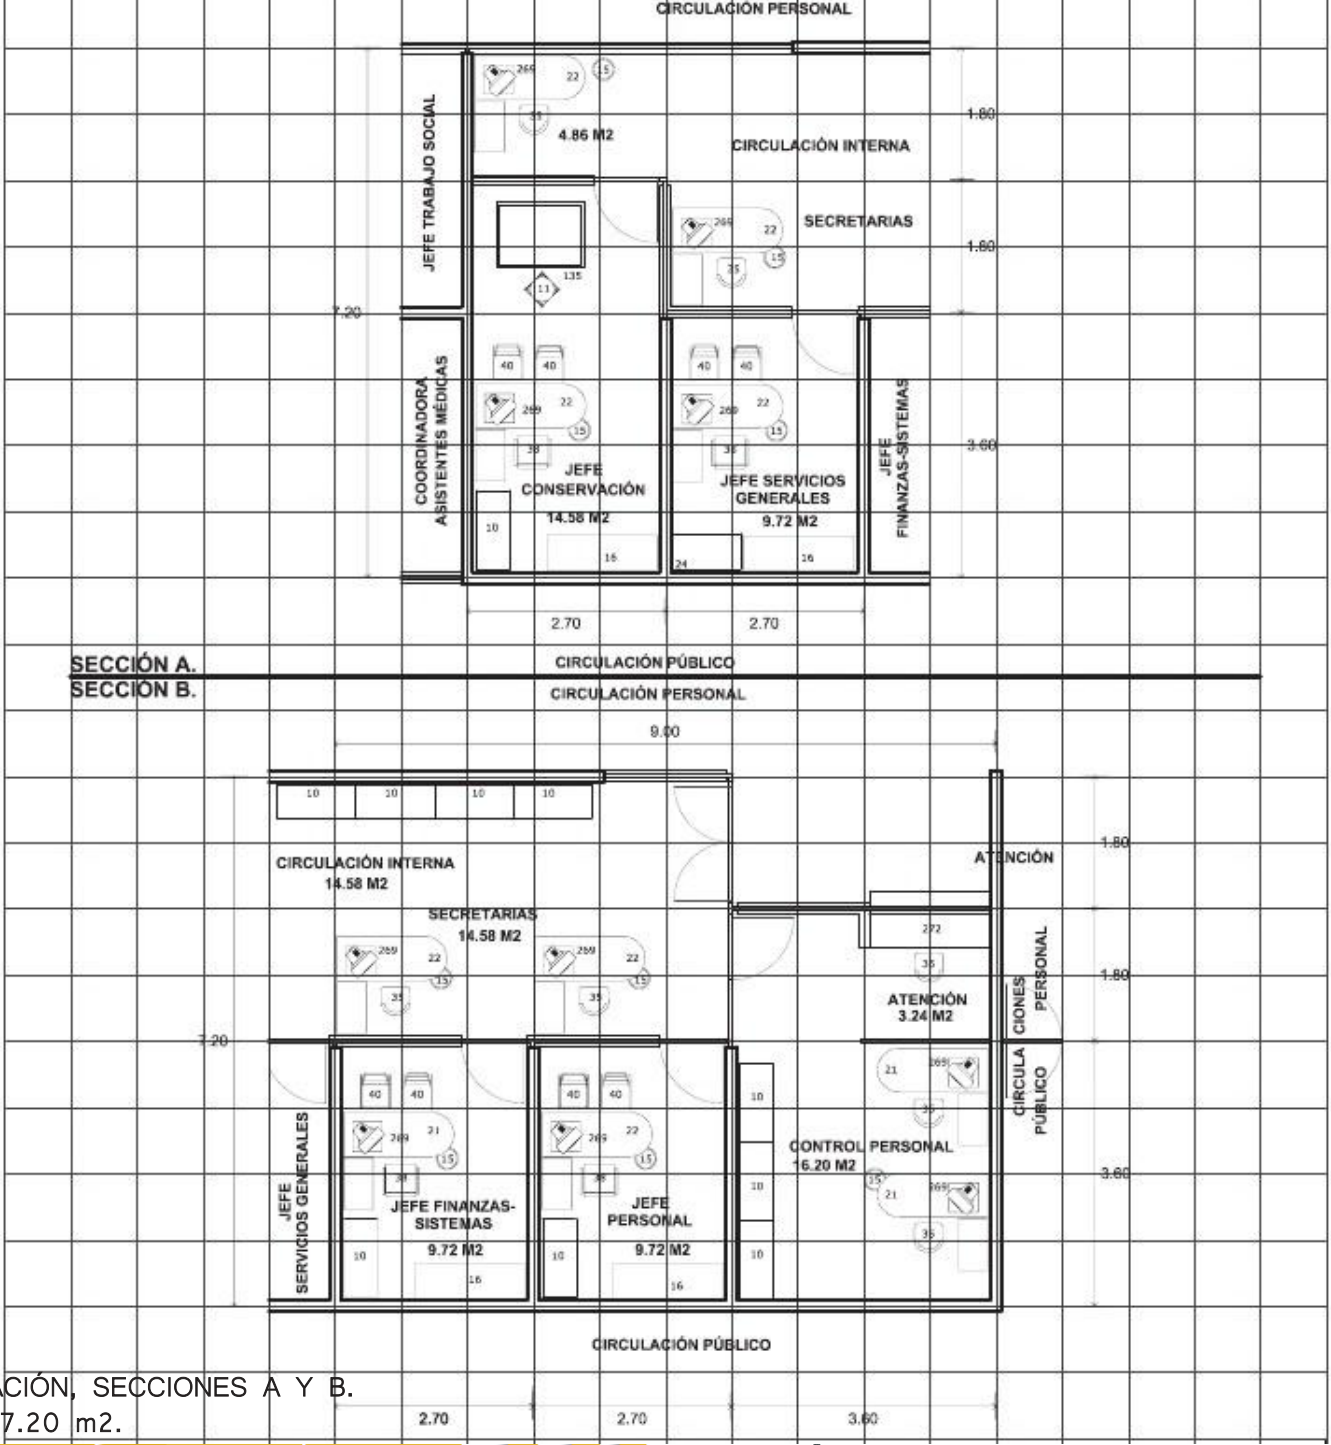 CIRCULACIÓN PERSONAL
269
22
15
35
4.86 M2
1.80
CIRCULACIÓN INTERNA
JEFE TRABAJO SOCIAL
269
22
SECRETARIAS
15
35
1.80
135
11
7.20
COORDINADORA
ASISTENTES MÉDICAS
40
40
40
40
269
22
15
38
269
22
15
38
JEFE
FINANZAS-SISTEMAS
3.60
JEFE
CONSERVACIÓN
14.58 M2
JEFE SERVICIOS
GENERALES
9.72 M2
10
16
24
16
2.70
2.70
SECCIÓN A.
CIRCULACIÓN PÚBLICO
SECCIÓN B.
CIRCULACIÓN PERSONAL
9.00
10
10
10
10
1.80
ATENCIÓN
CIRCULACIÓN INTERNA
14.58 M2
SECRETARIAS
14.58 M2
272
269
22
15
35
269
22
15
35
35
ATENCIÓN
3.24 M2
1.80
CIRCULA CIONES
PÚBLICO PERSONAL
7.20
JEFE
SERVICIOS GENERALES
40
40
40
40
10
21
269
35
269
21
15
38
269
22
15
38
CONTROL PERSONAL
16.20 M2
3.60
15
10
21
269
35
JEFE FINANZAS-
SISTEMAS
9.72 M2
JEFE
PERSONAL
9.72 M2
10
16
10
16
10
CIRCULACIÓN PÚBLICO
ACIÓN, SECCIONES A Y B.
7.20 m2.
2.70
2.70
3.60